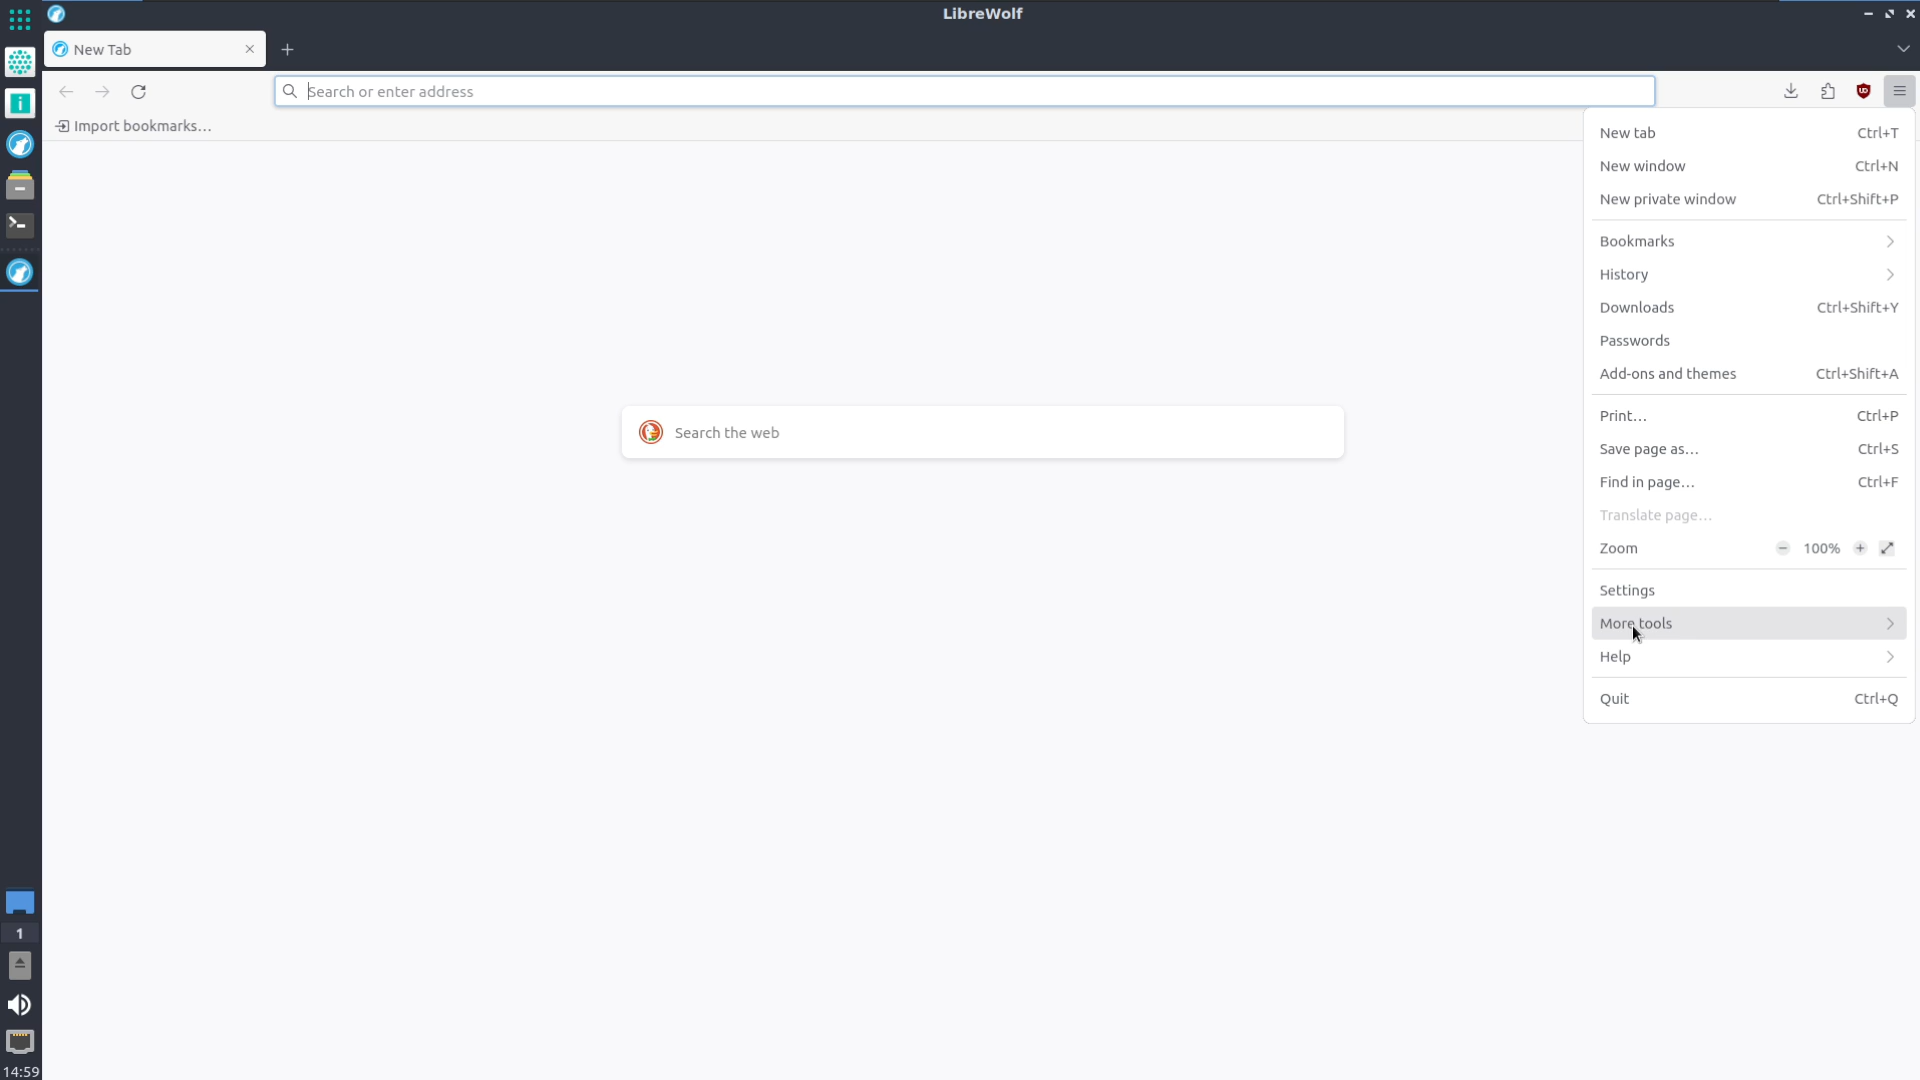 LibreWolf
New Tab
Search or enter address
Import bookmarks…
New tab Ctrl+T
New window Ctrl+N
New private window Ctrl+Shift+P
Bookmarks
History
Downloads Ctrl+Shift+Y
Passwords
Add-ons and themes Ctrl+Shift+A
Print… Ctrl+P
Save page as… Ctrl+S
Find in page… Ctrl+F
Translate page…
Zoom 100%
Settings
More tools
Help
Quit Ctrl+Q
Search the web
1
14:59